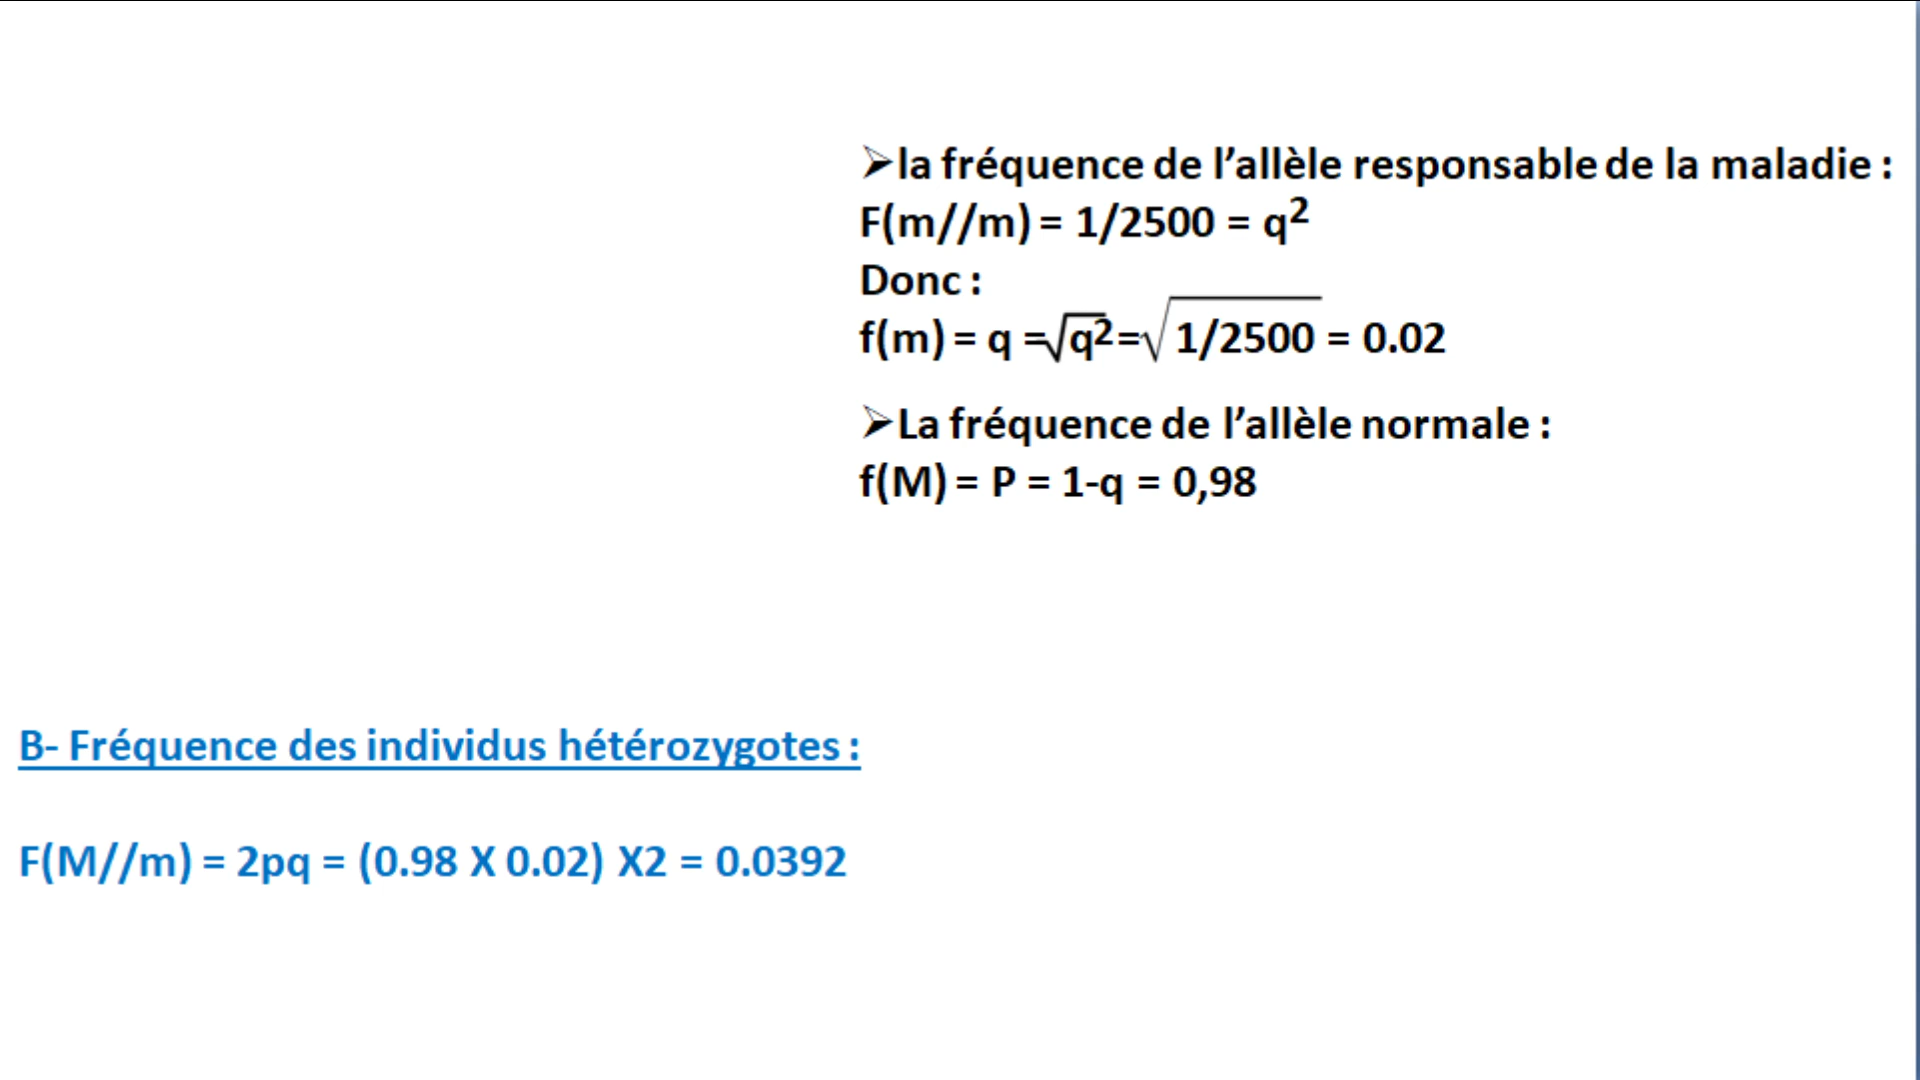 ➢la fréquence de l’allèle responsable de la maladie :
F(m//m) = 1/2500 = q²
Donc :
f(m) = q =√q²=√1/2500 = 0.02
➢La fréquence de l’allèle normale :
f(M) = P = 1-q = 0,98
B- Fréquence des individus hétérozygotes :
F(M//m) = 2pq = (0.98 X 0.02) X2 = 0.0392